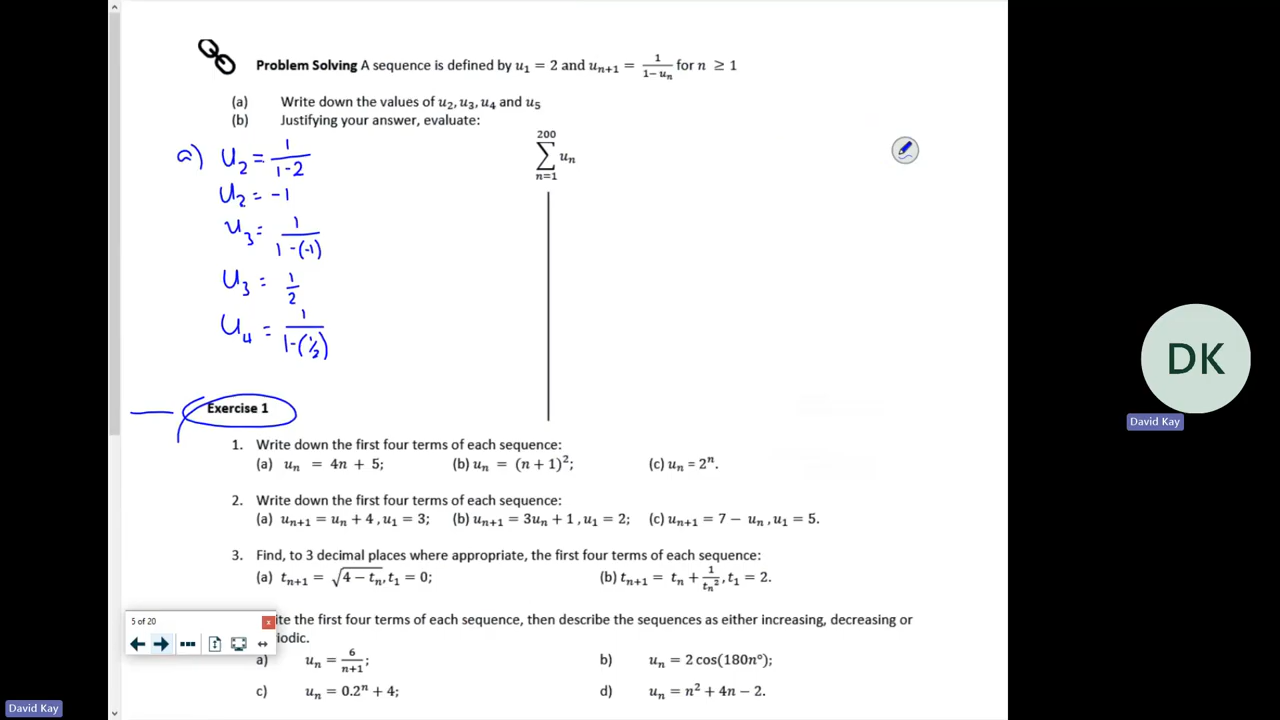 Problem Solving A sequence is defined by u₁ = 2 and uₙ₊₁ = 1/(1− uₙ) for n ≥ 1
(a) Write down the values of u₂, u₃, u₄ and u₅
(b) Justifying your answer, evaluate:
200
∑ uₙ
n=1
a) U₂ = 1/(1-2)
U₂ = -1
U₃ = 1/(1-(-1))
U₃ = 1/2
U₄ = 1/(1-(1/2))
Exercise 1
1. Write down the first four terms of each sequence:
(a) uₙ = 4n + 5; (b) uₙ = (n + 1)²; (c) uₙ = 2ⁿ.
2. Write down the first four terms of each sequence:
(a) uₙ₊₁ = uₙ + 4 , u₁ = 3; (b) uₙ₊₁ = 3uₙ + 1 , u₁ = 2; (c) uₙ₊₁ = 7 − uₙ , u₁ = 5.
3. Find, to 3 decimal places where appropriate, the first four terms of each sequence:
(a) tₙ₊₁ = √(4 − tₙ), t₁ = 0; (b) tₙ₊₁ = tₙ + 1/tₙ², t₁ = 2.
5 of 20 x
the first four terms of each sequence, then describe the sequences as either increasing, decreasing or
a) uₙ = 6/(n+1); b) uₙ = 2 cos(180n°);
c) uₙ = 0.2ⁿ + 4; d) uₙ = n² + 4n − 2.
DK
David Kay
David Kay